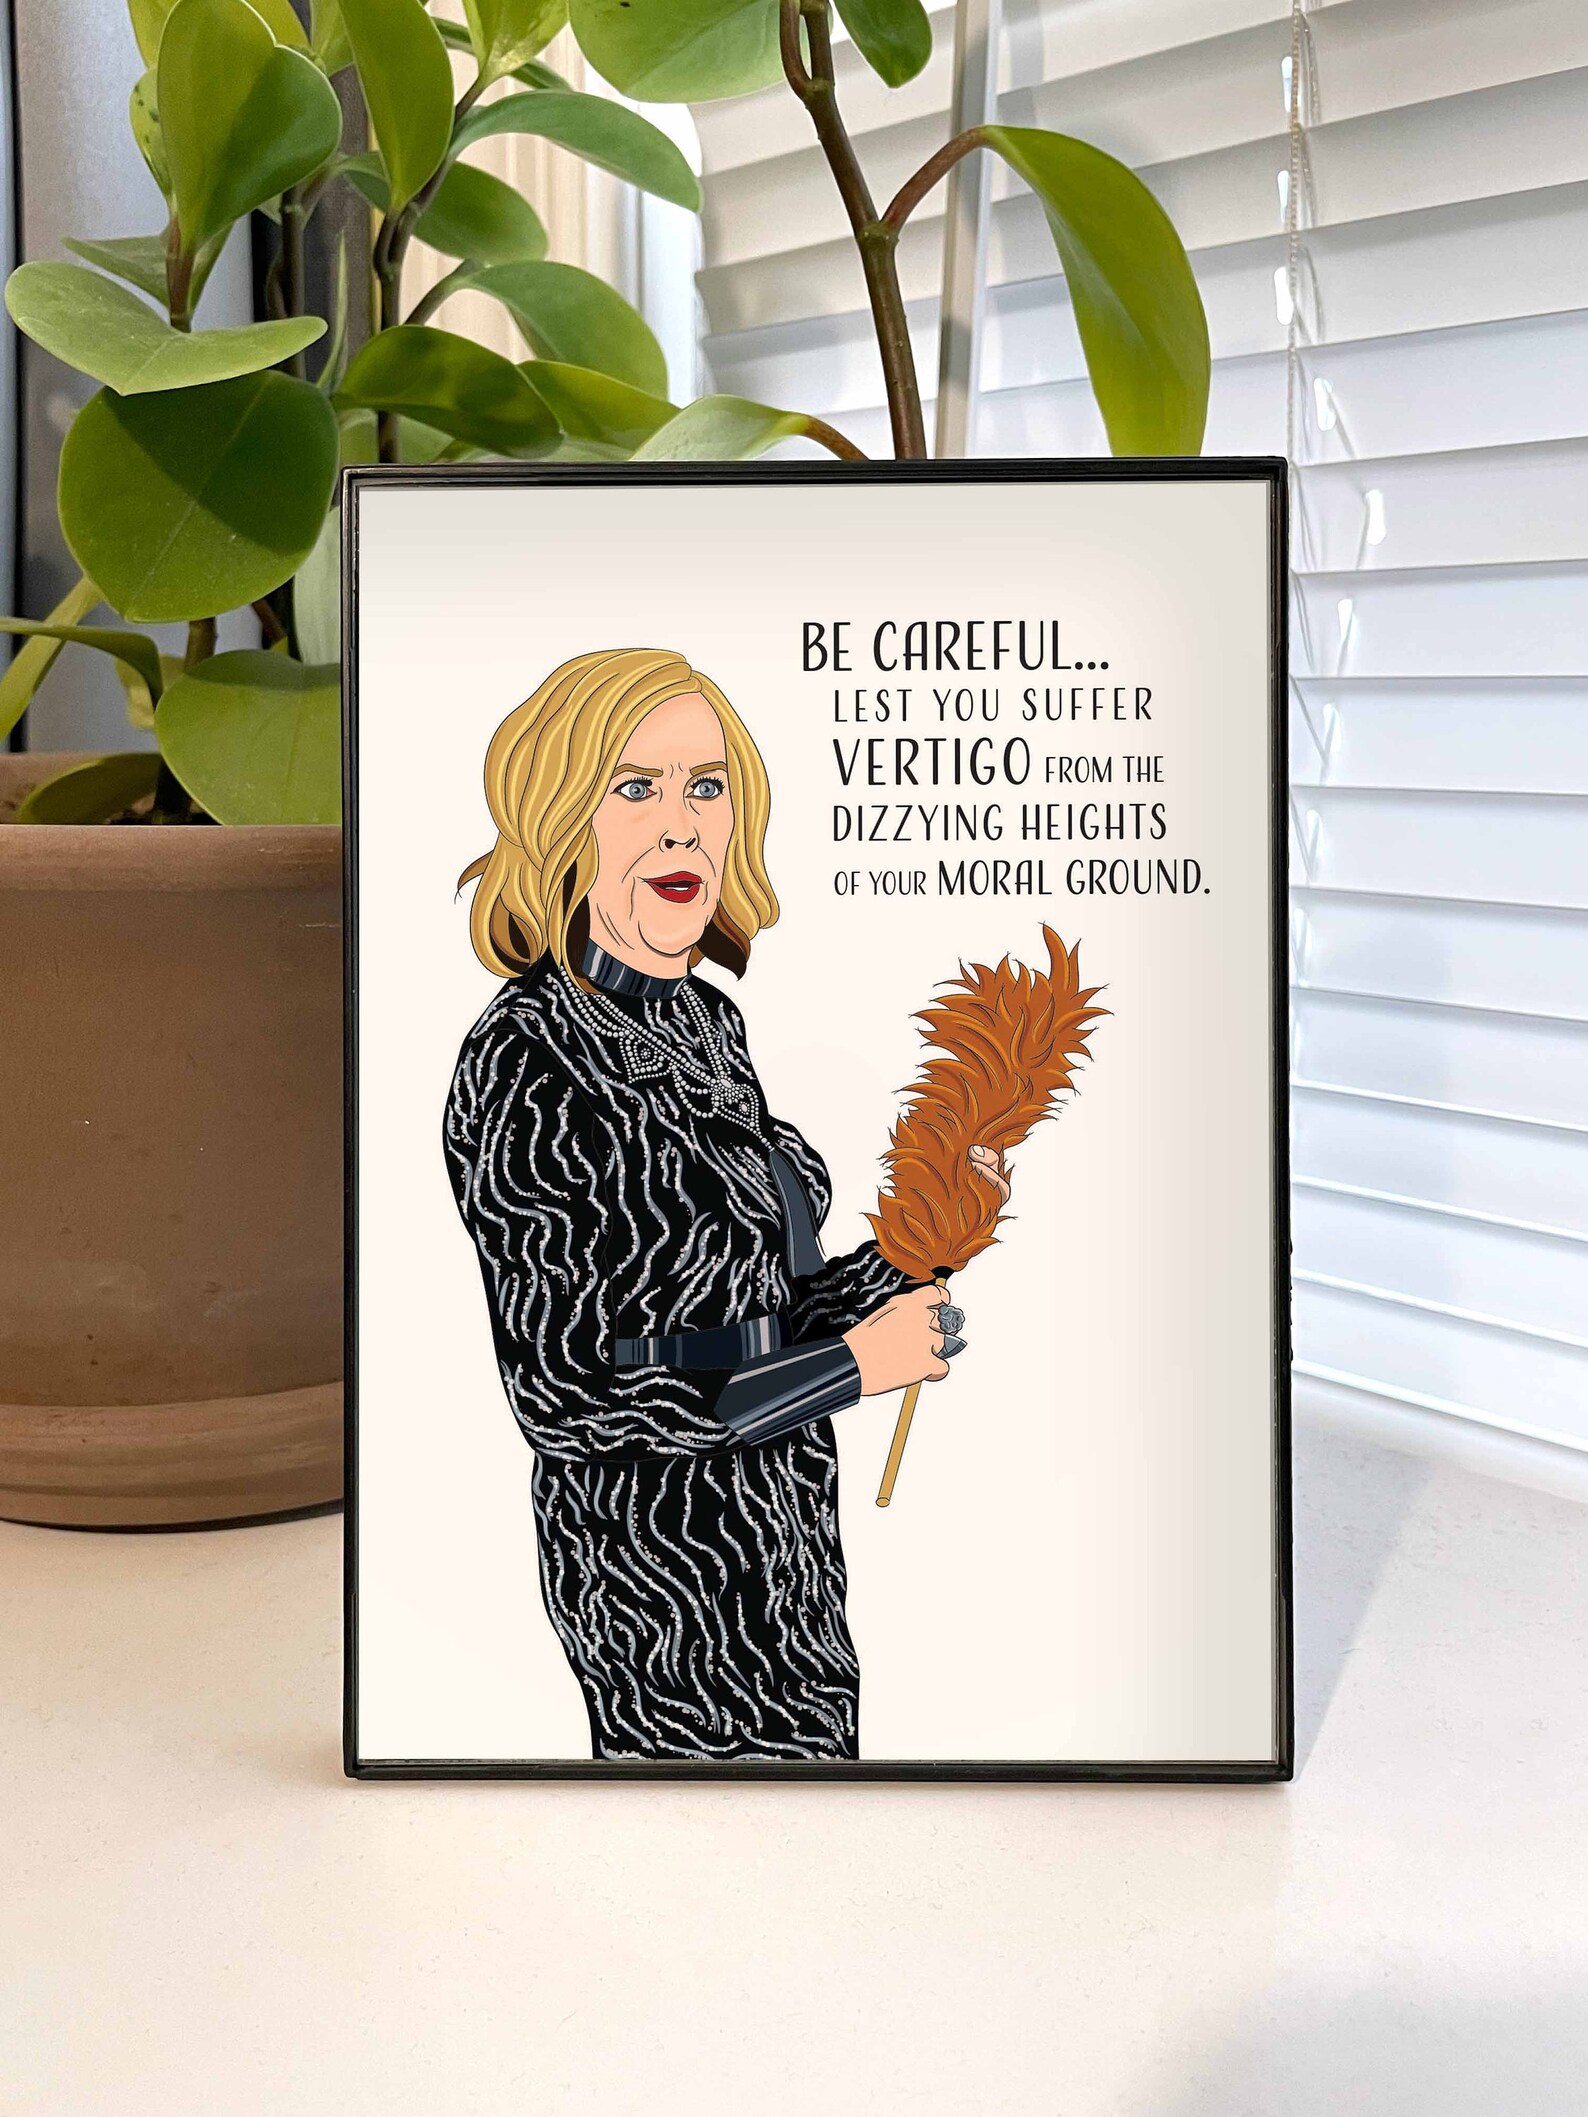 BE CAREFUL...
LEST YOU SUFFER
VERTIGO FROM THE
DIZZYING HEIGHTS
OF YOUR MORAL GROUND.